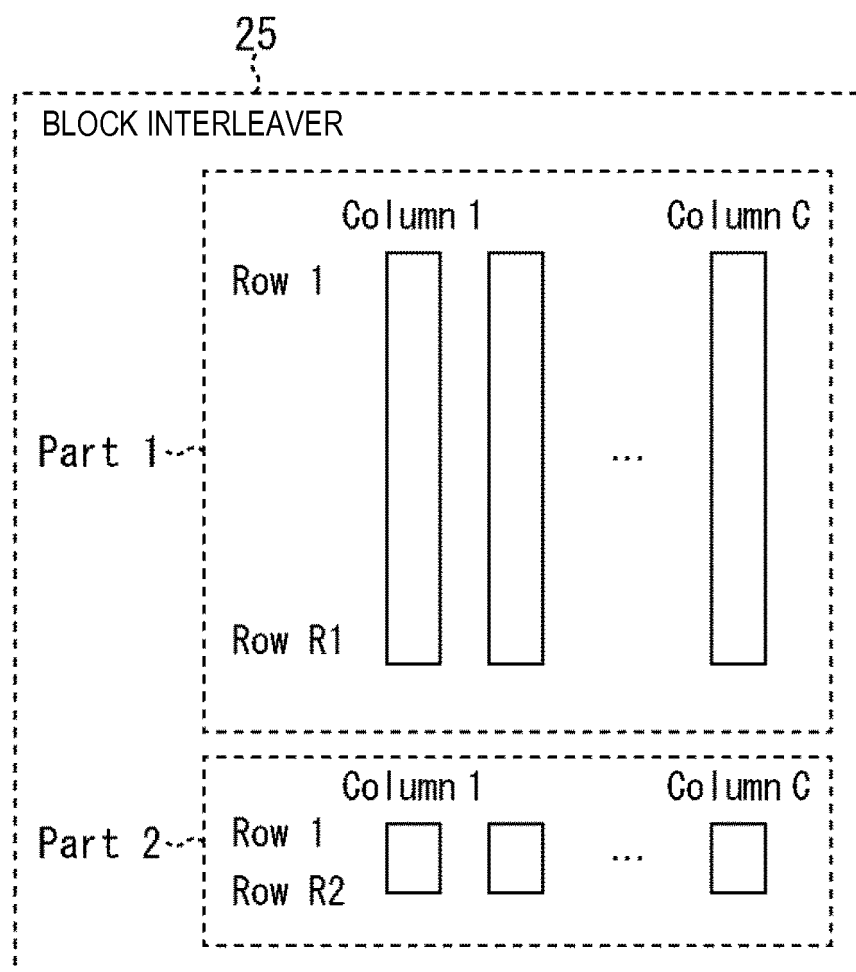 25
BLOCK INTERLEAVER
Column 1 Column C
Row 1
Part 1 ...
Row R1
Column 1 Column C
Row 1
Part 2 ...
Row R2